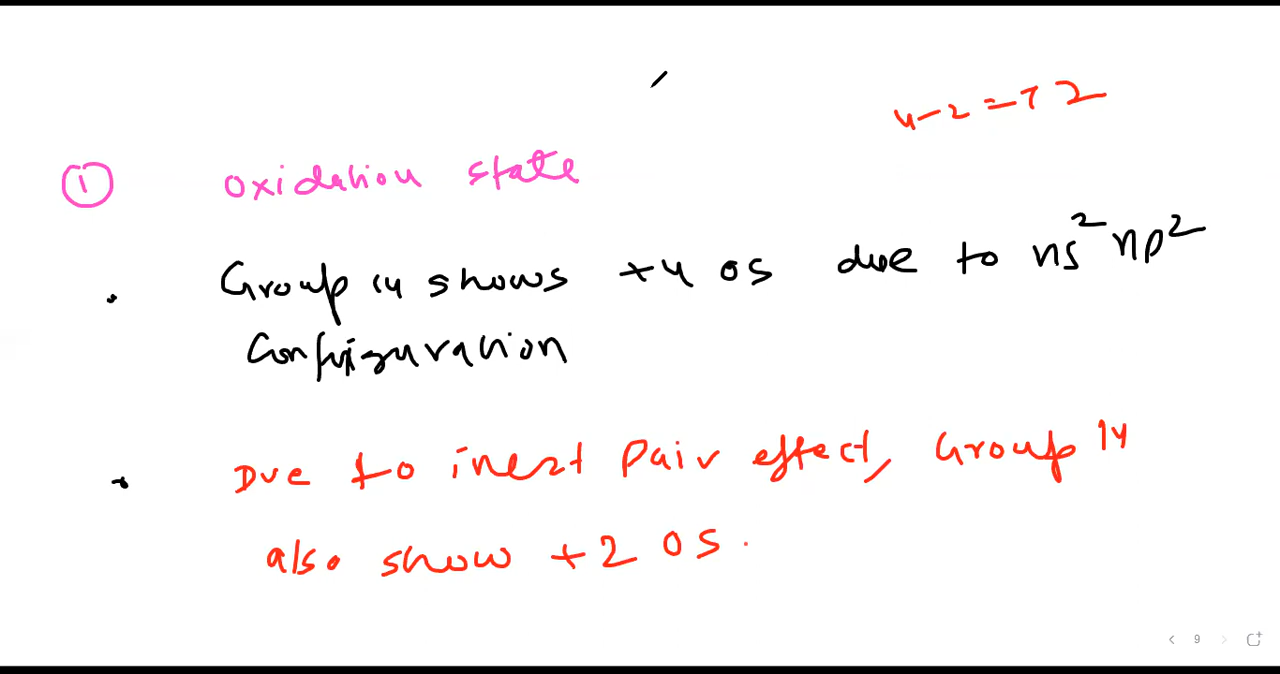 4-2=+2
① Oxidation state
. Group 14 shows +4 OS due to ns² np²
Configuration
. Due to inert pair effect, Group 14
also show +2 OS.
< 9 >